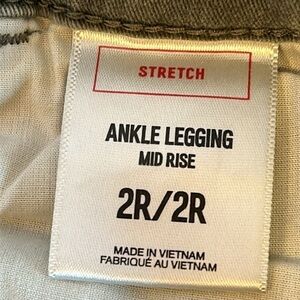 STRETCH
ANKLE LEGGING
MID RISE
2R/2R
MADE IN VIETNAM
FABRIQUÉ AU VIETNAM